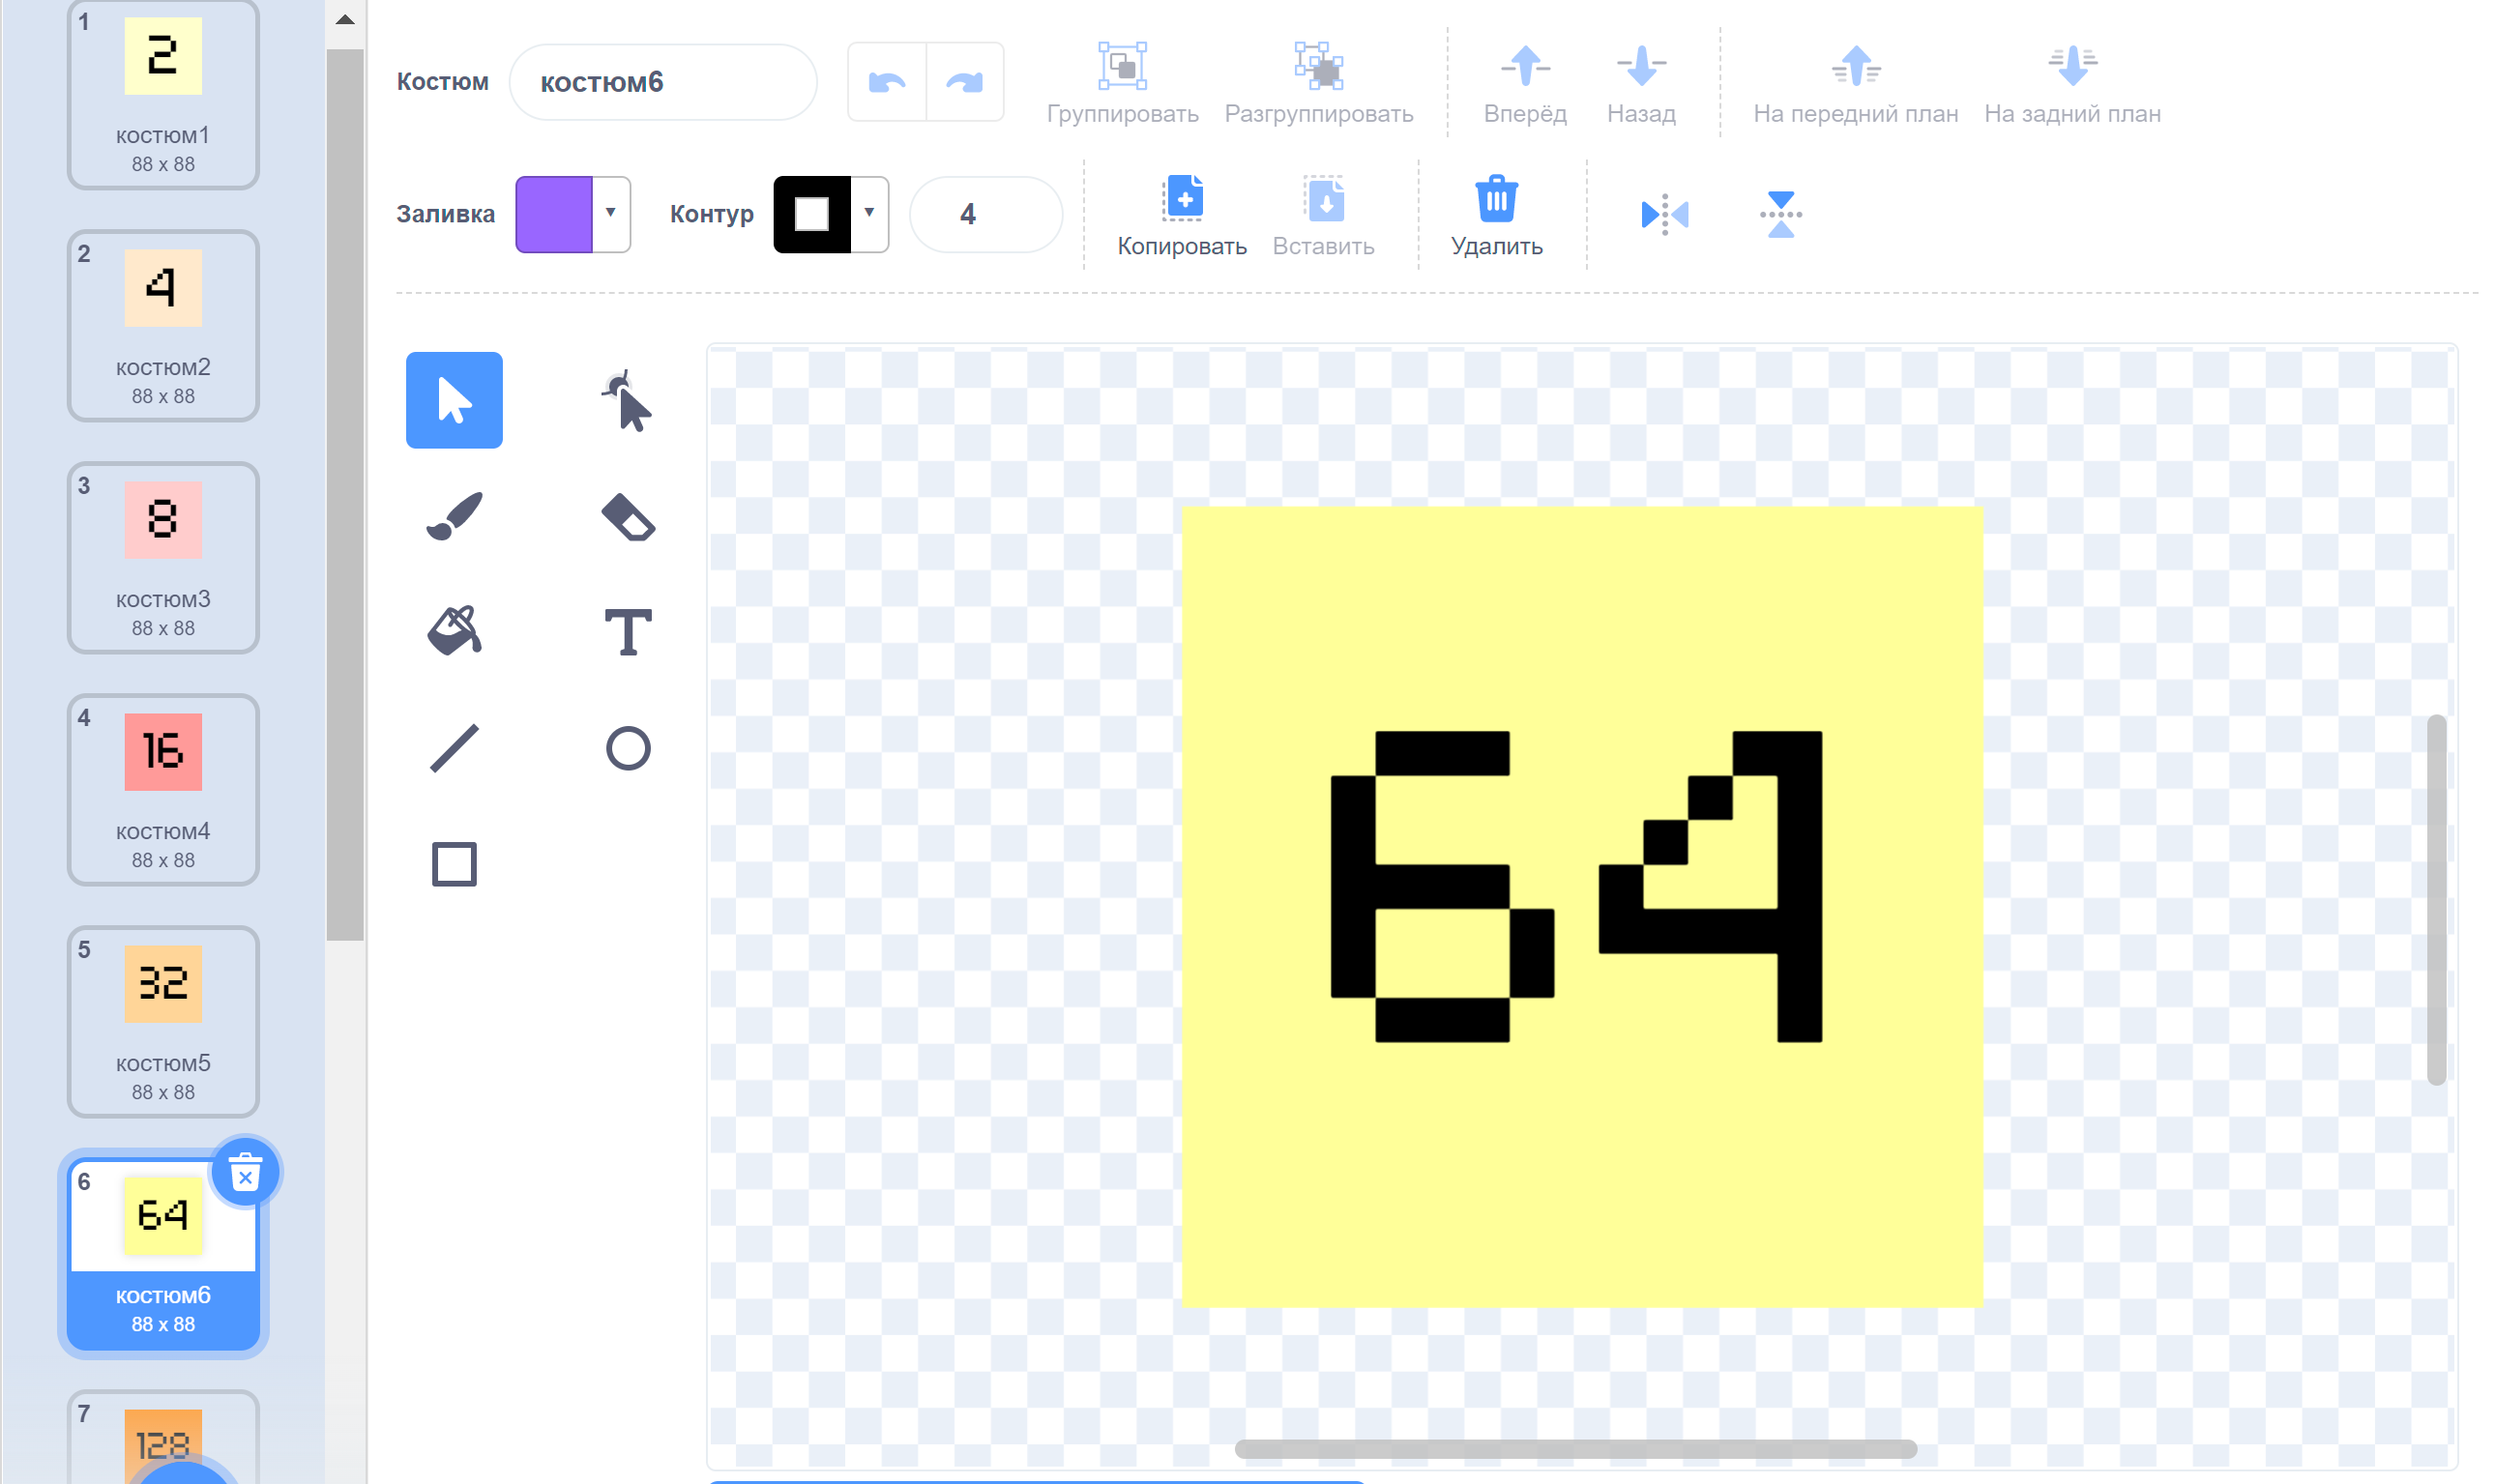 1
2
костюм1
88 x 88
2
4
костюм2
88 x 88
3
8
костюм3
88 x 88
4
16
костюм4
88 x 88
5
32
костюм5
88 x 88
6
64
костюм6
88 x 88
7
128
Костюм
костюм6
Группировать
Разгруппировать
Вперёд
Назад
На передний план
На задний план
Заливка
Контур
4
Копировать
Вставить
Удалить
T
64